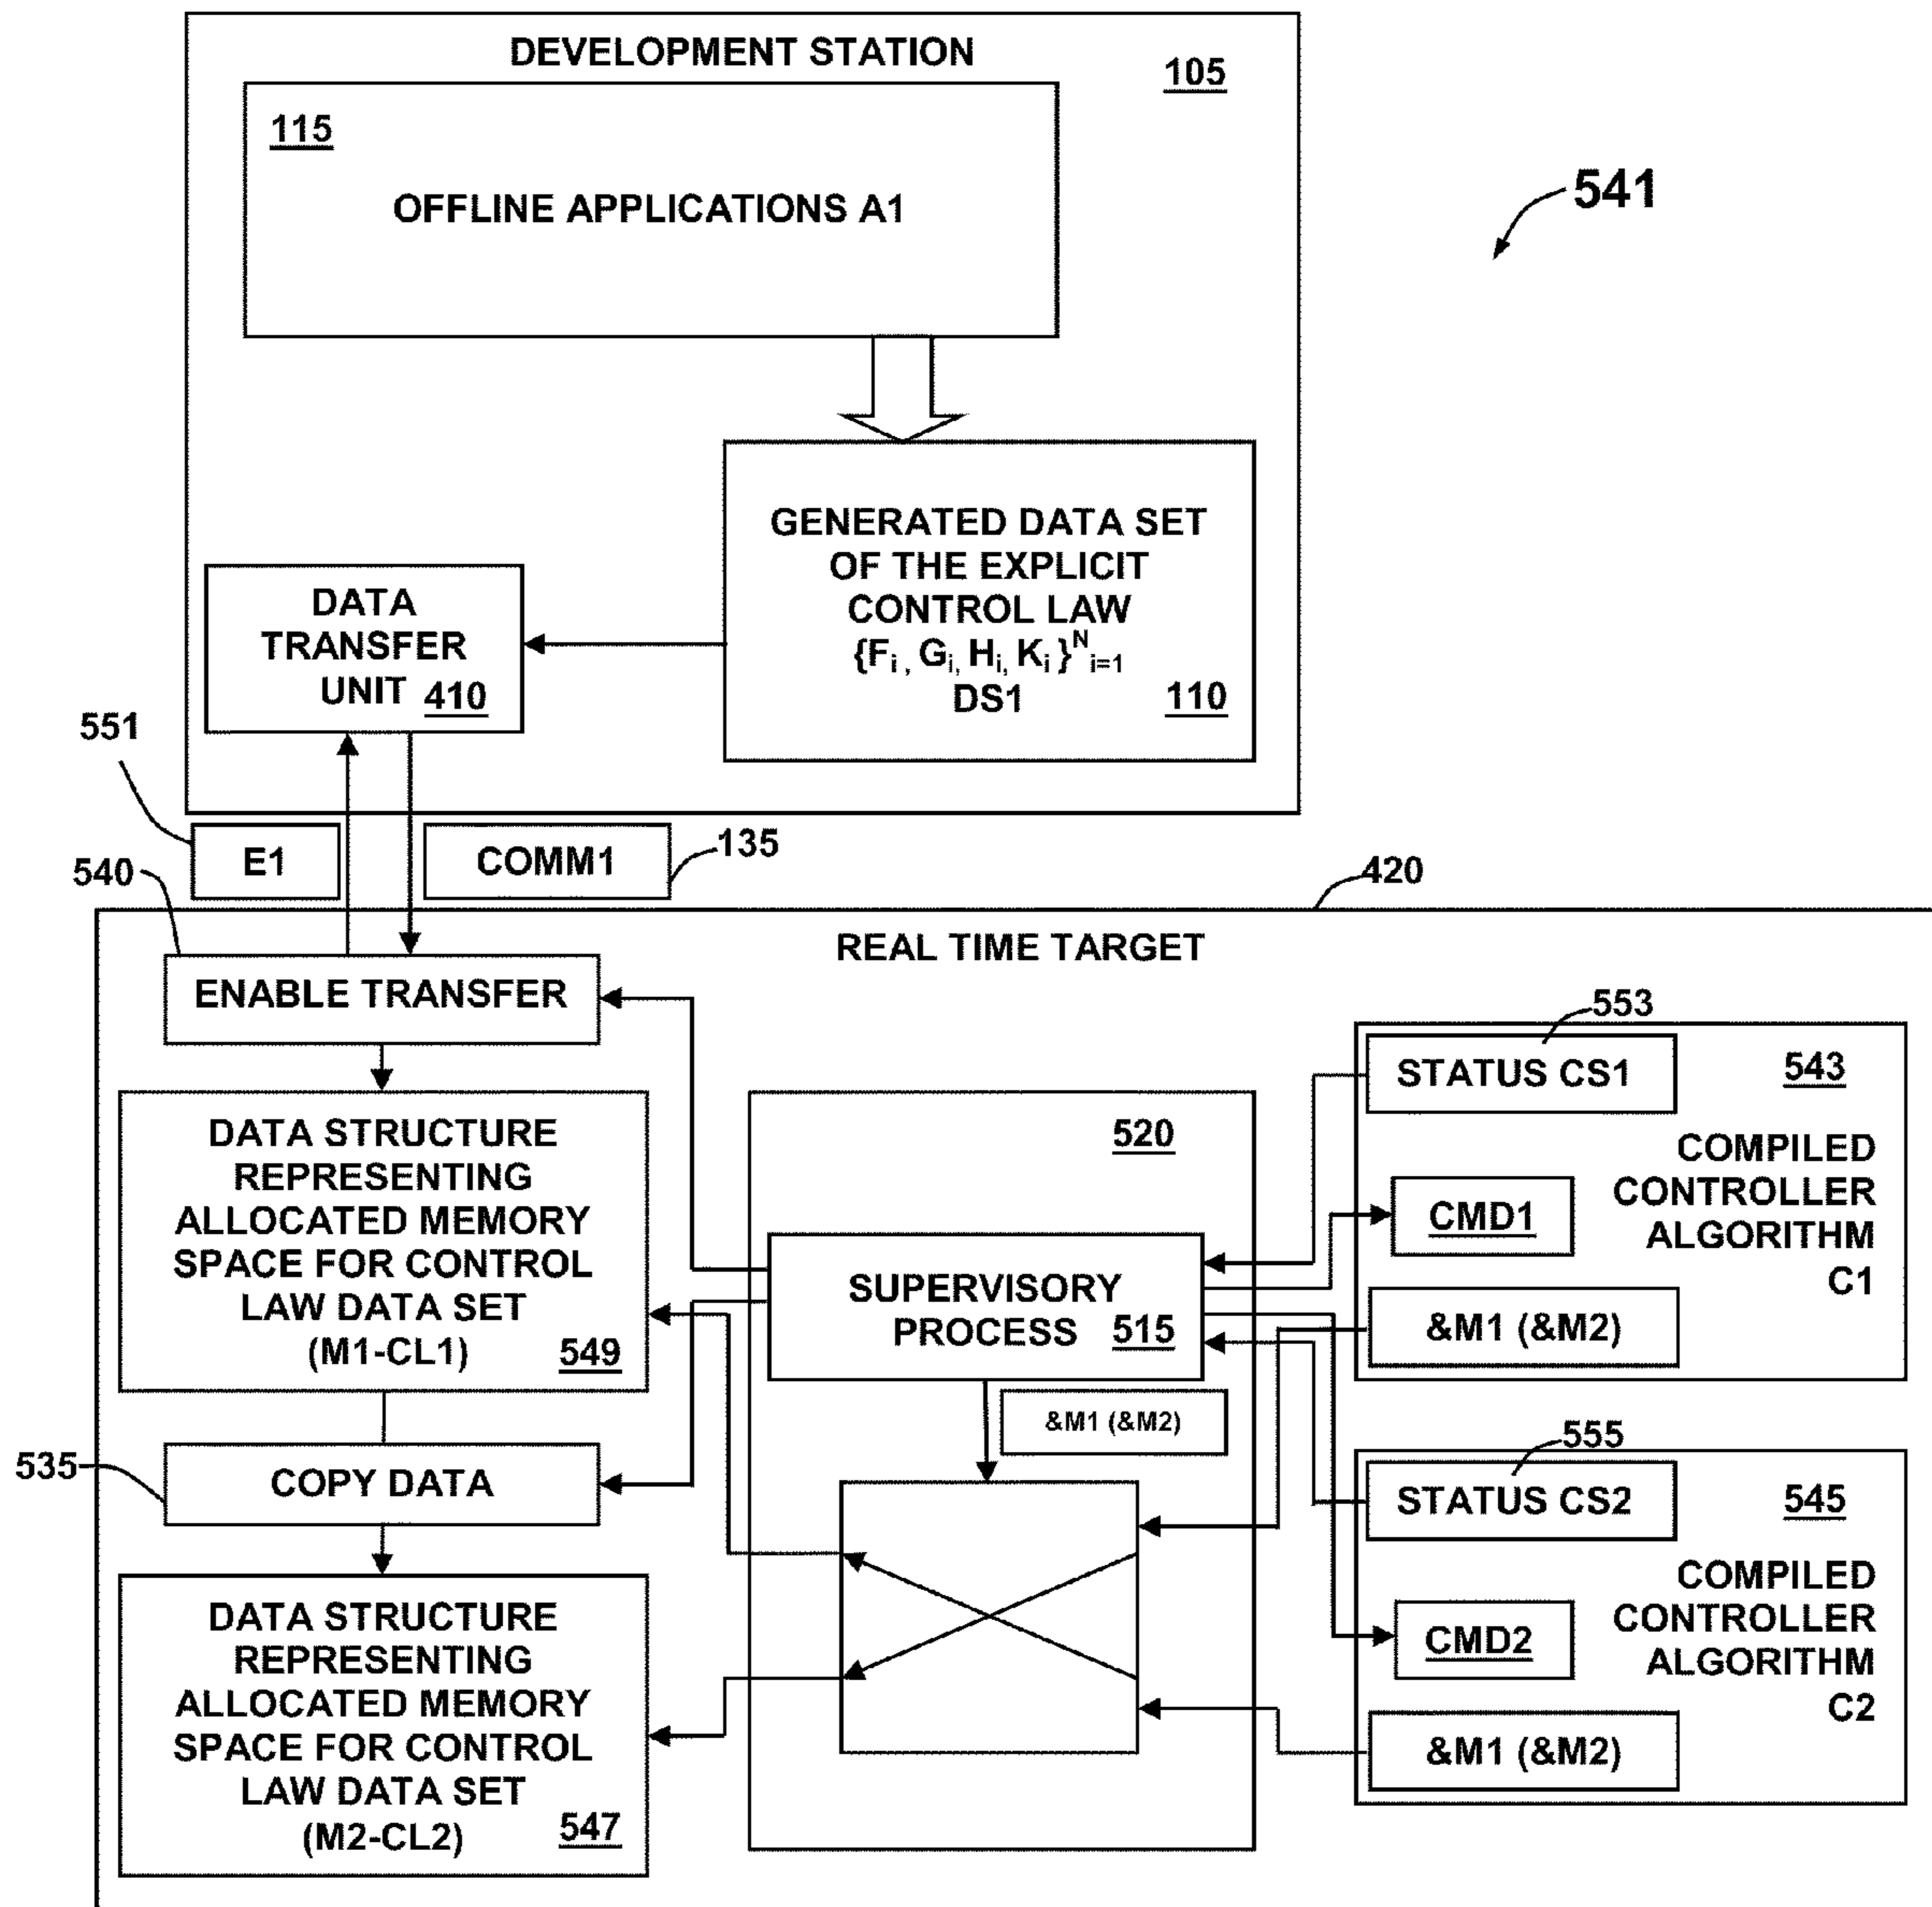 DEVELOPMENT STATION
105
115
OFFLINE APPLICATIONS A1
541
GENERATED DATA SET
OF THE EXPLICIT
CONTROL LAW
{Fi , Gi, Hi, Ki }N i=1
DS1
110
DATA
TRANSFER
UNIT 410
551
E1
COMM1
135
540
420
REAL TIME TARGET
ENABLE TRANSFER
553
STATUS CS1
543
DATA STRUCTURE
REPRESENTING
ALLOCATED MEMORY
SPACE FOR CONTROL
LAW DATA SET
(M1-CL1)
549
520
COMPILED
CONTROLLER
ALGORITHM
C1
CMD1
SUPERVISORY
PROCESS 515
&M1 (&M2)
&M1 (&M2)
535
COPY DATA
555
STATUS CS2
545
COMPILED
CONTROLLER
ALGORITHM
C2
CMD2
&M1 (&M2)
DATA STRUCTURE
REPRESENTING
ALLOCATED MEMORY
SPACE FOR CONTROL
LAW DATA SET
(M2-CL2)
547